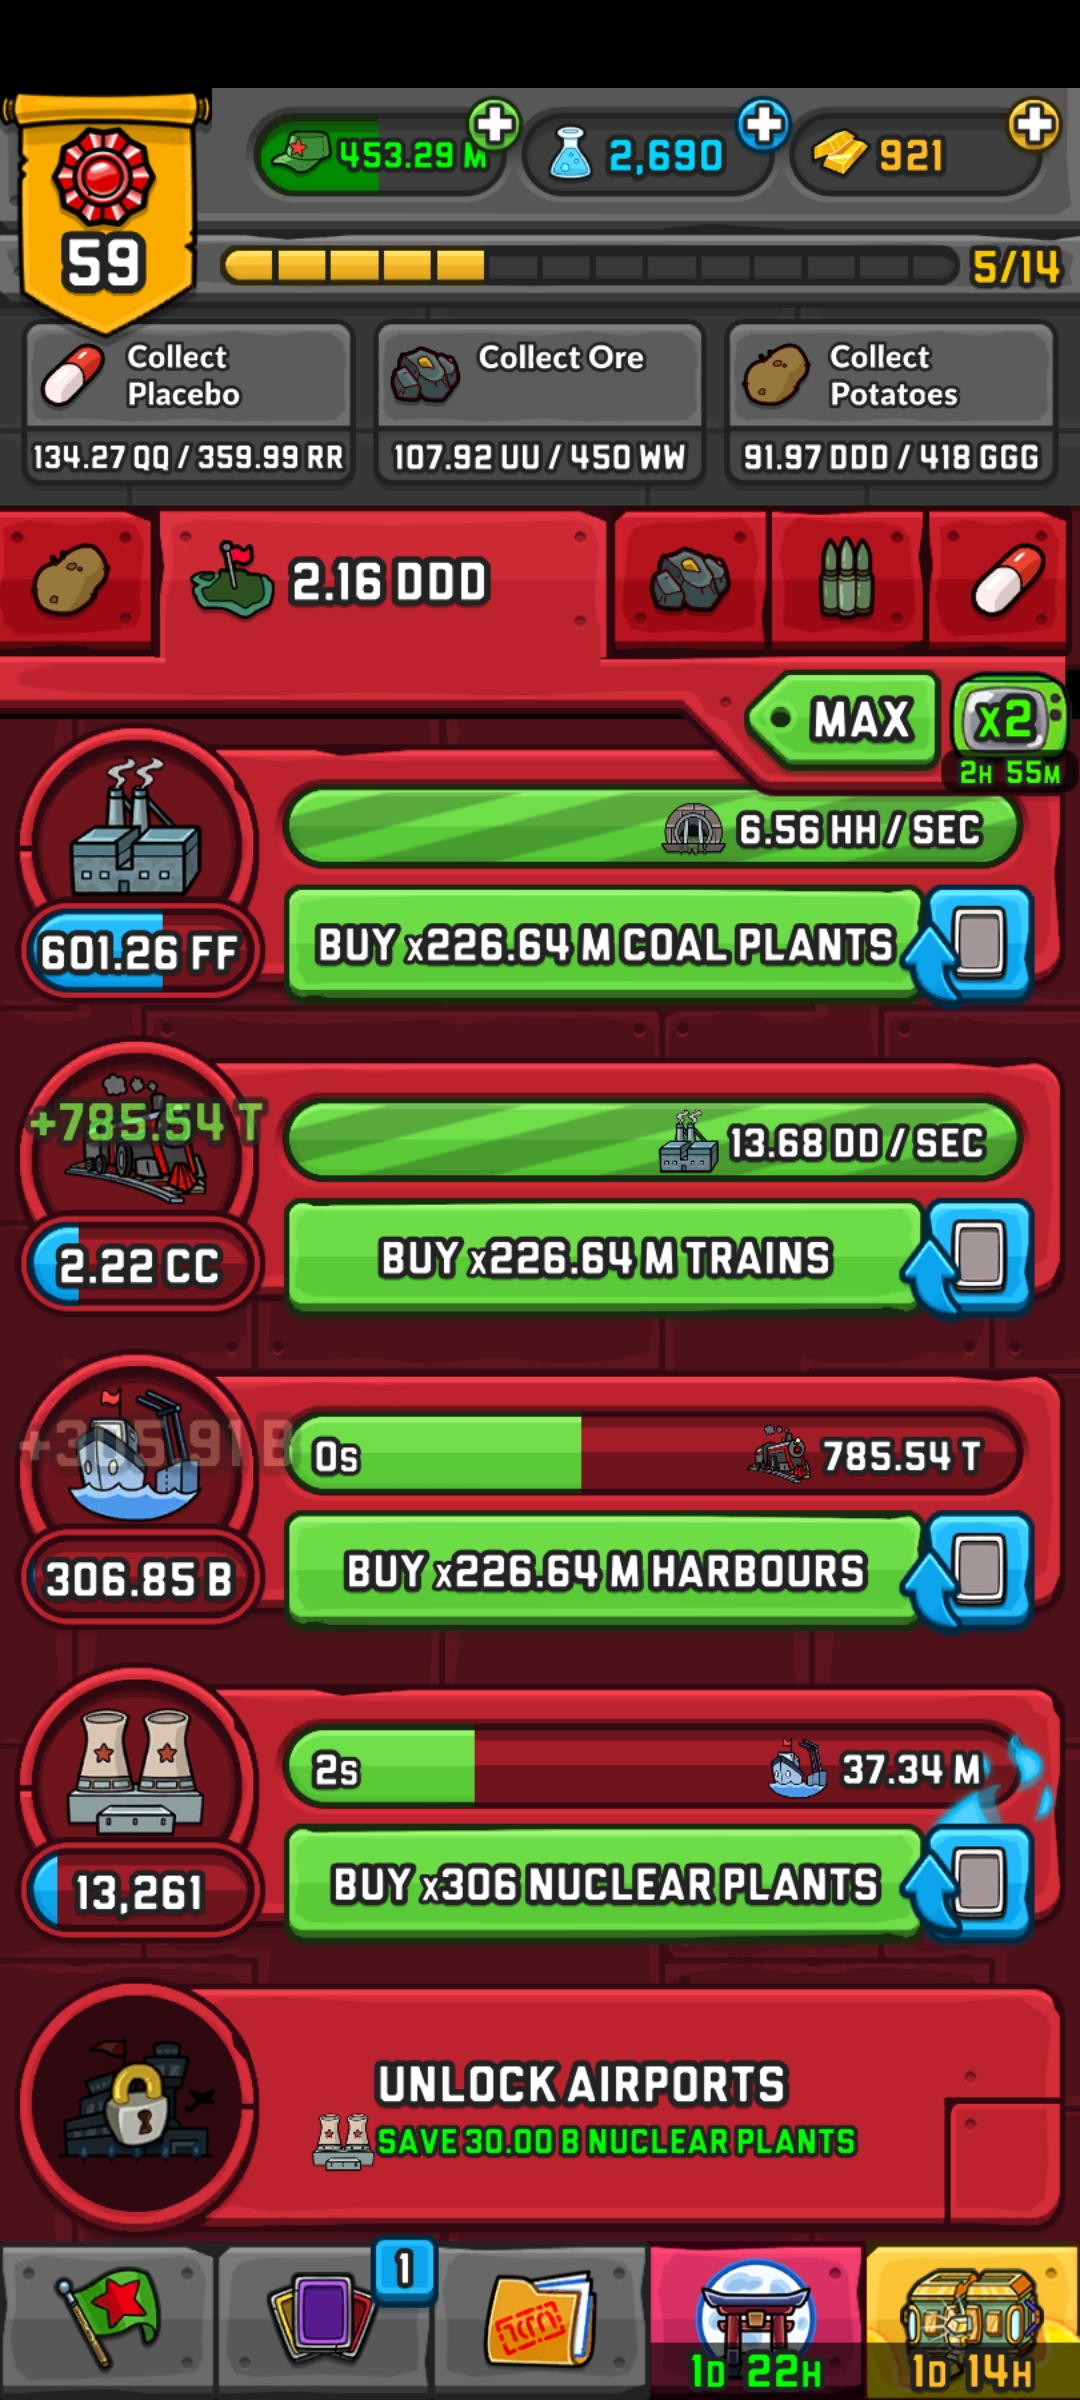 453.29 M
2,690
921
59
5/14
Collect
Placebo
134.27 QQ / 359.99 RR
Collect Ore
107.92 UU / 450 WW
Collect
Potatoes
91.97 DDD / 418 GGG
2.16 DDD
MAX
x2
2H 55M
6.56 HH / SEC
601.26 FF
BUY x226.64 M COAL PLANTS
+785.54 T
13.68 DD / SEC
2.22 CC
BUY x226.64 M TRAINS
+305.91 B
0s
785.54 T
306.85 B
BUY x226.64 M HARBOURS
2s
37.34 M
13,261
BUY x306 NUCLEAR PLANTS
UNLOCK AIRPORTS
SAVE 30.00 B NUCLEAR PLANTS
1
1D 22H
1D 14H